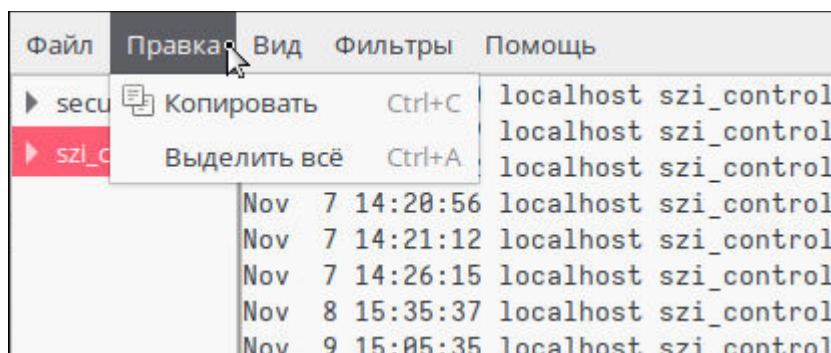 Файл Правка Вид Фильтры Помощь
secu Копировать Ctrl+C localhost szi_control
localhost szi_control
szi_c Выделить всё Ctrl+A localhost szi_control
Nov 7 14:20:56 localhost szi_control
Nov 7 14:21:12 localhost szi_control
Nov 7 14:26:15 localhost szi_control
Nov 8 15:35:37 localhost szi_control
Nov 9 15:05:35 localhost szi_control